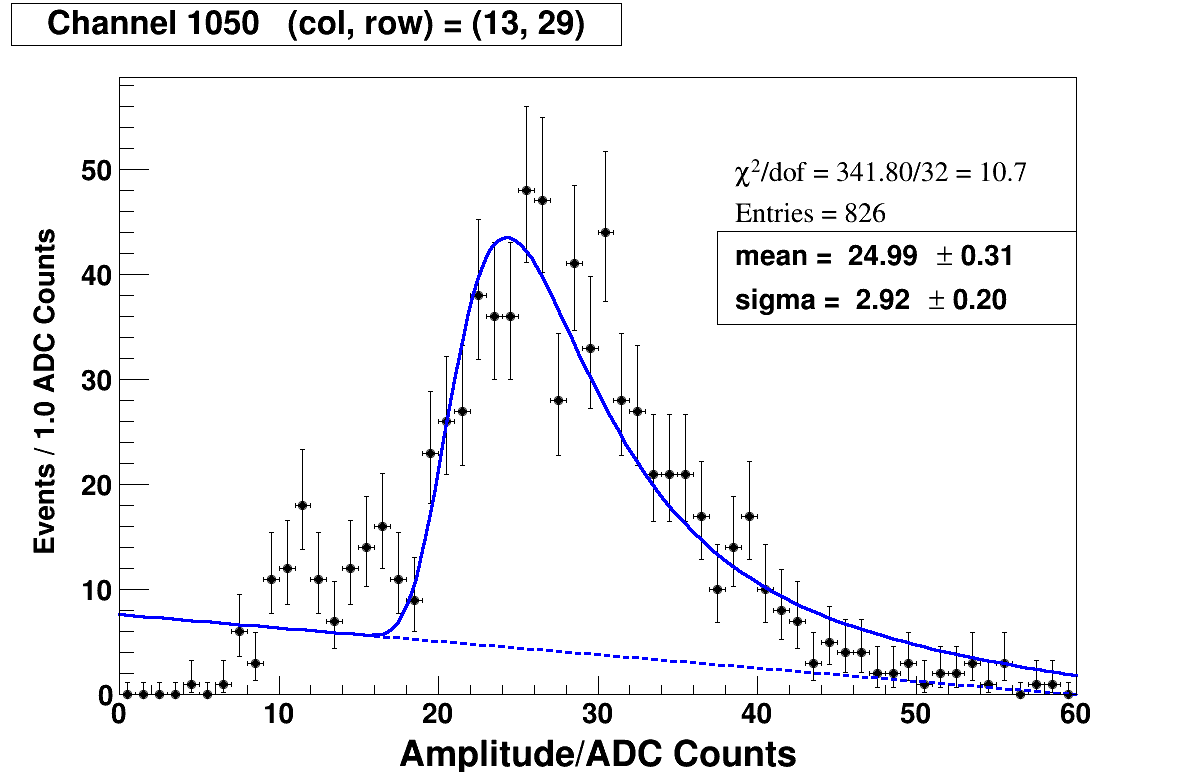 Channel 1050 (col, row) = (13, 29)
χ²/dof = 341.80/32 = 10.7
Entries = 826
mean = 24.99 ± 0.31
sigma = 2.92 ± 0.20
Events / 1.0 ADC Counts
50
40
30
20
10
0
0 10 20 30 40 50 60
Amplitude/ADC Counts